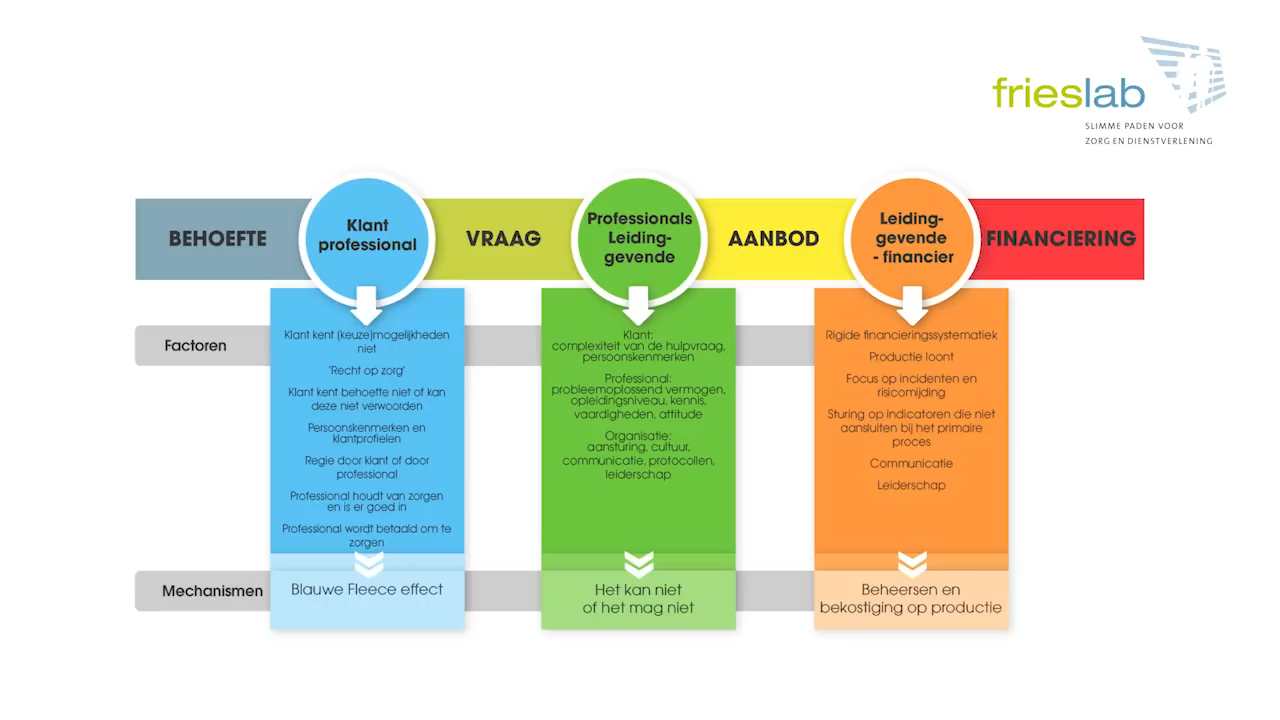 frieslab
SLIMME PADEN VOOR
ZORG EN DIENSTVERLENING
BEHOEFTE
Klant
professional
VRAAG
Professionals
Leiding-
gevende
AANBOD
Leiding-
gevende
- financier
FINANCIERING
Factoren
Klant kent (keuze)mogelijkheden
niet
'Recht op zorg'
Klant kent behoefte niet of kan
deze niet verwoorden
Persoonskenmerken en
klantprofielen
Regie door klant of door
professional
Professional houdt van zorgen
en is er goed in
Professional wordt betaald om te
zorgen
Klant:
complexiteit van de hulpvraag,
persoonskenmerken
Professional:
probleemoplossend vermogen,
opleidingsniveau, kennis,
vaardigheden, attitude
Organisatie:
aansturing, cultuur,
communicatie, protocollen,
leiderschap
Rigide financieringssystematiek
Productie loont
Focus op incidenten en
risicomijding
Sturing op indicatoren die niet
aansluiten bij het primaire
proces
Communicatie
Leiderschap
Mechanismen
Blauwe Fleece effect
Het kan niet
of het mag niet
Beheersen en
bekostiging op productie